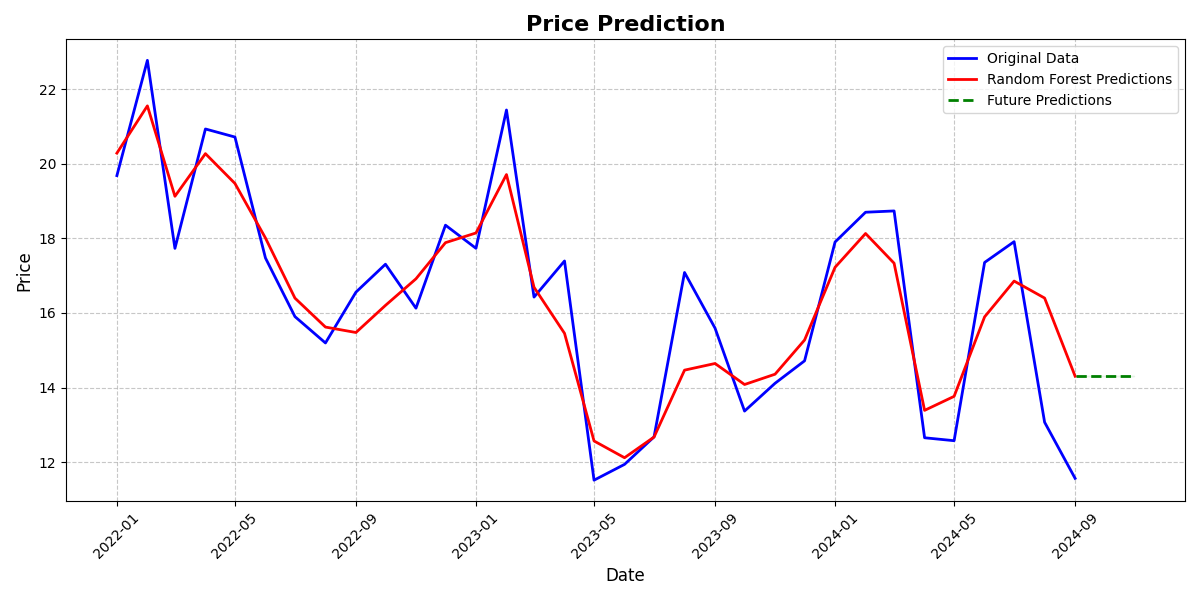 Price Prediction
Original Data
Random Forest Predictions
Future Predictions
Price
22
20
18
16
14
12
2022-01
2022-05
2022-09
2023-01
2023-05
2023-09
2024-01
2024-05
2024-09
Date